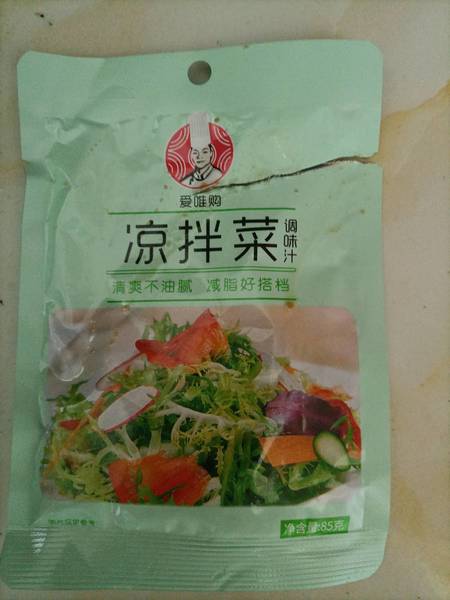 爱唯购
凉拌菜
调味汁
清爽不油腻 减脂好搭档
净含量:85克